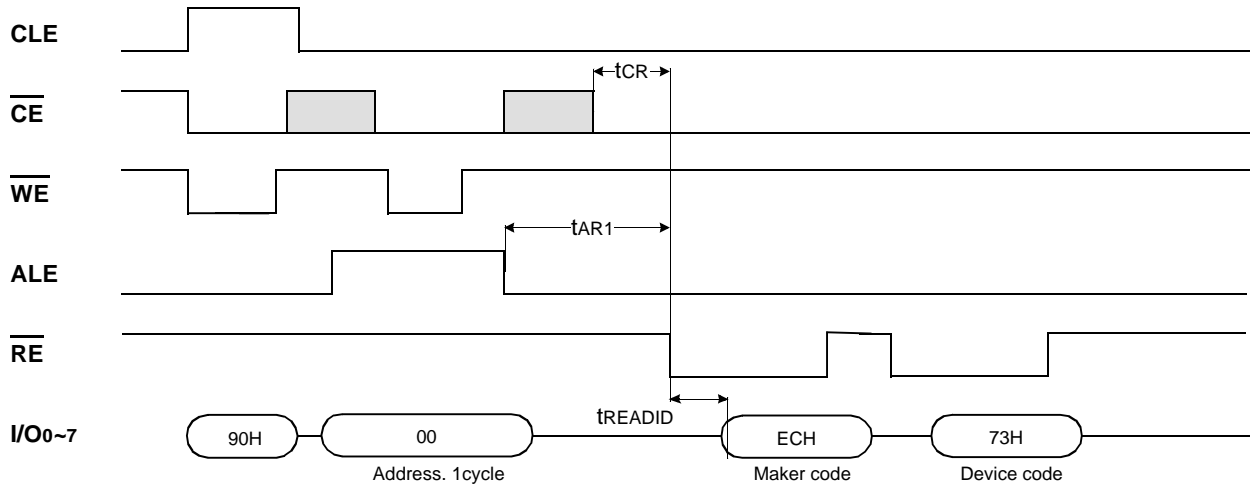 CLE
tCR
CE
WE
tAR1
ALE
RE
tREADID
I/O0~7
90H
00
ECH
73H
Address. 1cycle
Maker code
Device code